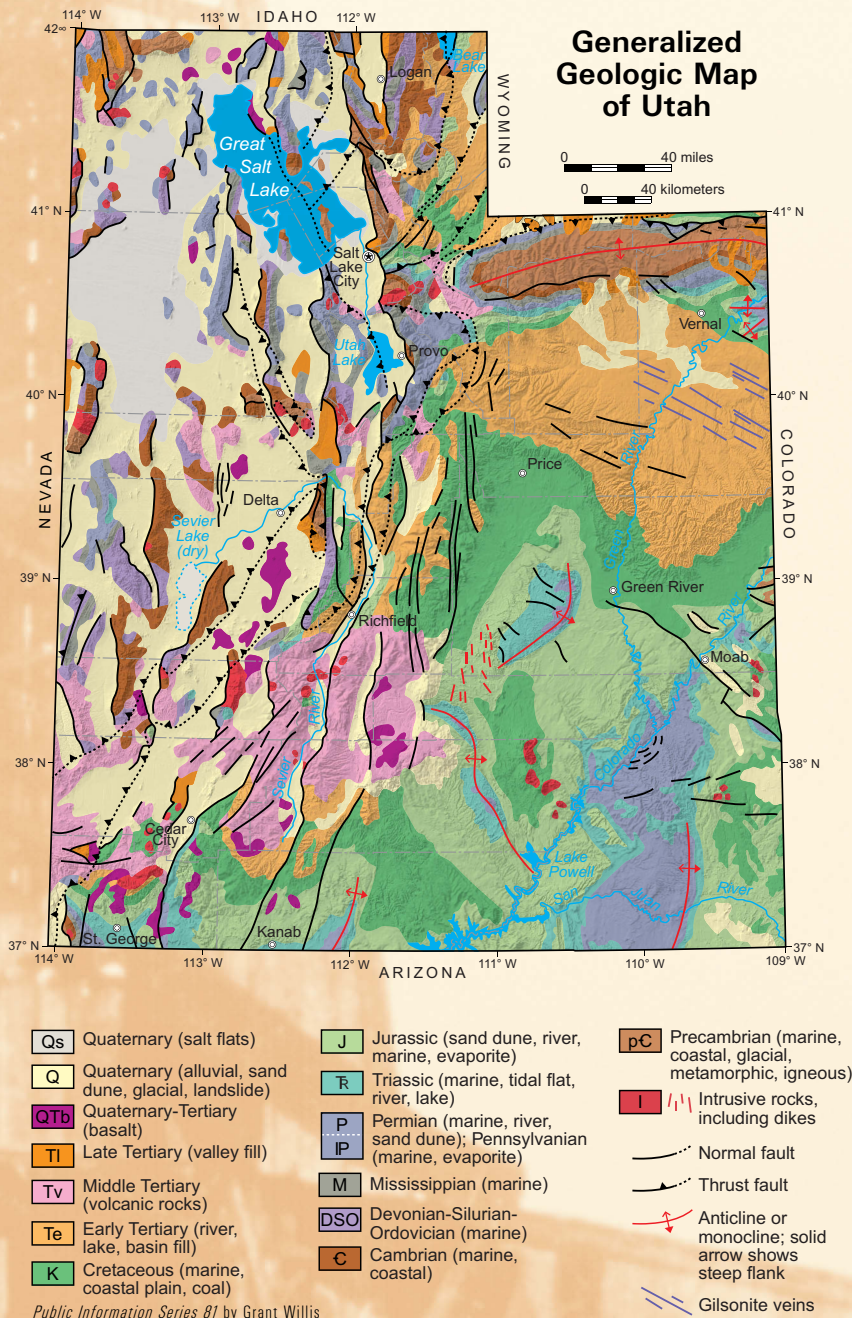 114° W
113° W
IDAHO
112° W
42∞
Generalized
Geologic Map
of Utah
Bear
Lake
Logan
WYOMING
Great
Salt
Lake
0
40 miles
0
40 kilometers
41° N
41° N
Salt
Lake
City
Vernal
Utah
Lake
Provo
40° N
40° N
NEVADA
COLORADO
River
Price
Delta
Sevier
Lake
(dry)
Green
39° N
39° N
Green River
River
Richfield
Moab
River
38° N
38° N
Colorado
Sevier
Cedar
City
Lake
Powell
San
Juan
River
St. George
Kanab
37° N
37° N
114° W
113° W
112° W
111° W
110° W
109° W
ARIZONA
Qs Quaternary (salt flats)
Q Quaternary (alluvial, sand
dune, glacial, landslide)
QTb Quaternary-Tertiary
(basalt)
Tl Late Tertiary (valley fill)
Tv Middle Tertiary
(volcanic rocks)
Te Early Tertiary (river,
lake, basin fill)
K Cretaceous (marine,
coastal plain, coal)
J Jurassic (sand dune, river,
marine, evaporite)
TR Triassic (marine, tidal flat,
river, lake)
P Permian (marine, river,
sand dune); Pennsylvanian
IP (marine, evaporite)
M Mississippian (marine)
DSO Devonian-Silurian-
Ordovician (marine)
Є Cambrian (marine,
coastal)
pЄ Precambrian (marine,
coastal, glacial,
metamorphic, igneous)
I Intrusive rocks,
including dikes
Normal fault
Thrust fault
Anticline or
monocline; solid
arrow shows
steep flank
Gilsonite veins
Public Information Series 81 by Grant Willis